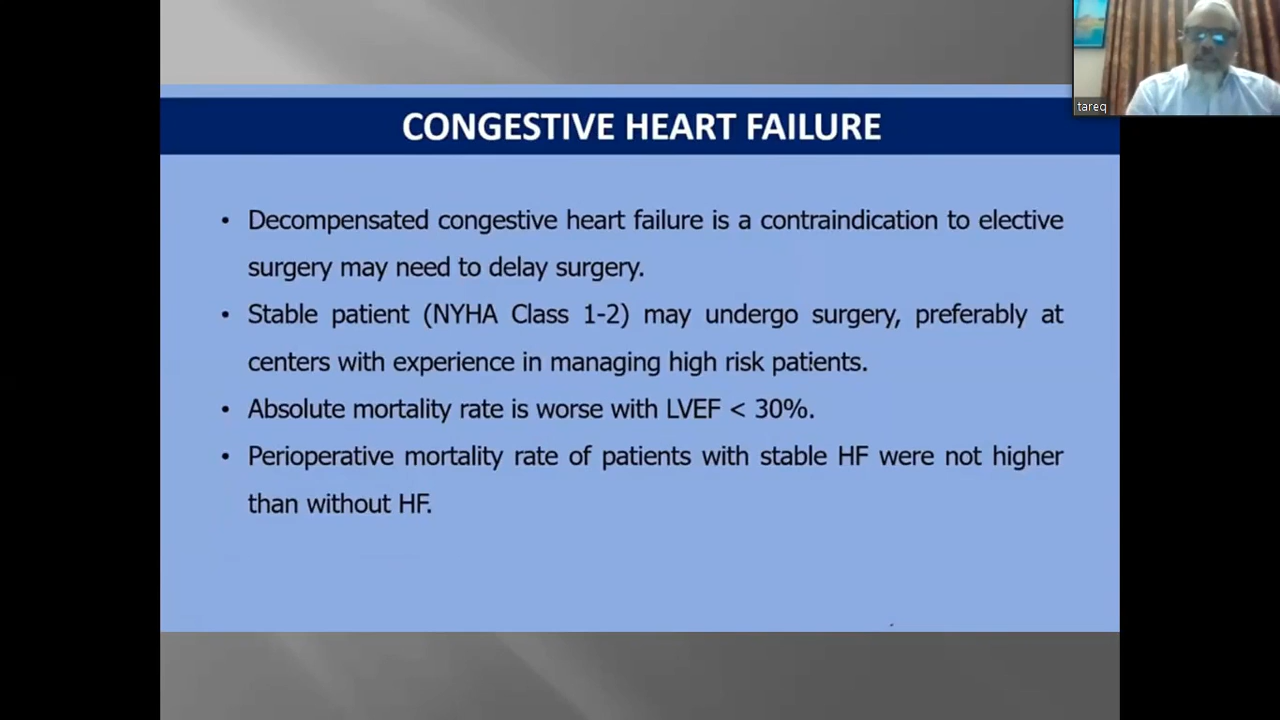 CONGESTIVE HEART FAILURE
tareq
• Decompensated congestive heart failure is a contraindication to elective
surgery may need to delay surgery.
• Stable patient (NYHA Class 1-2) may undergo surgery, preferably at
centers with experience in managing high risk patients.
• Absolute mortality rate is worse with LVEF < 30%.
• Perioperative mortality rate of patients with stable HF were not higher
than without HF.